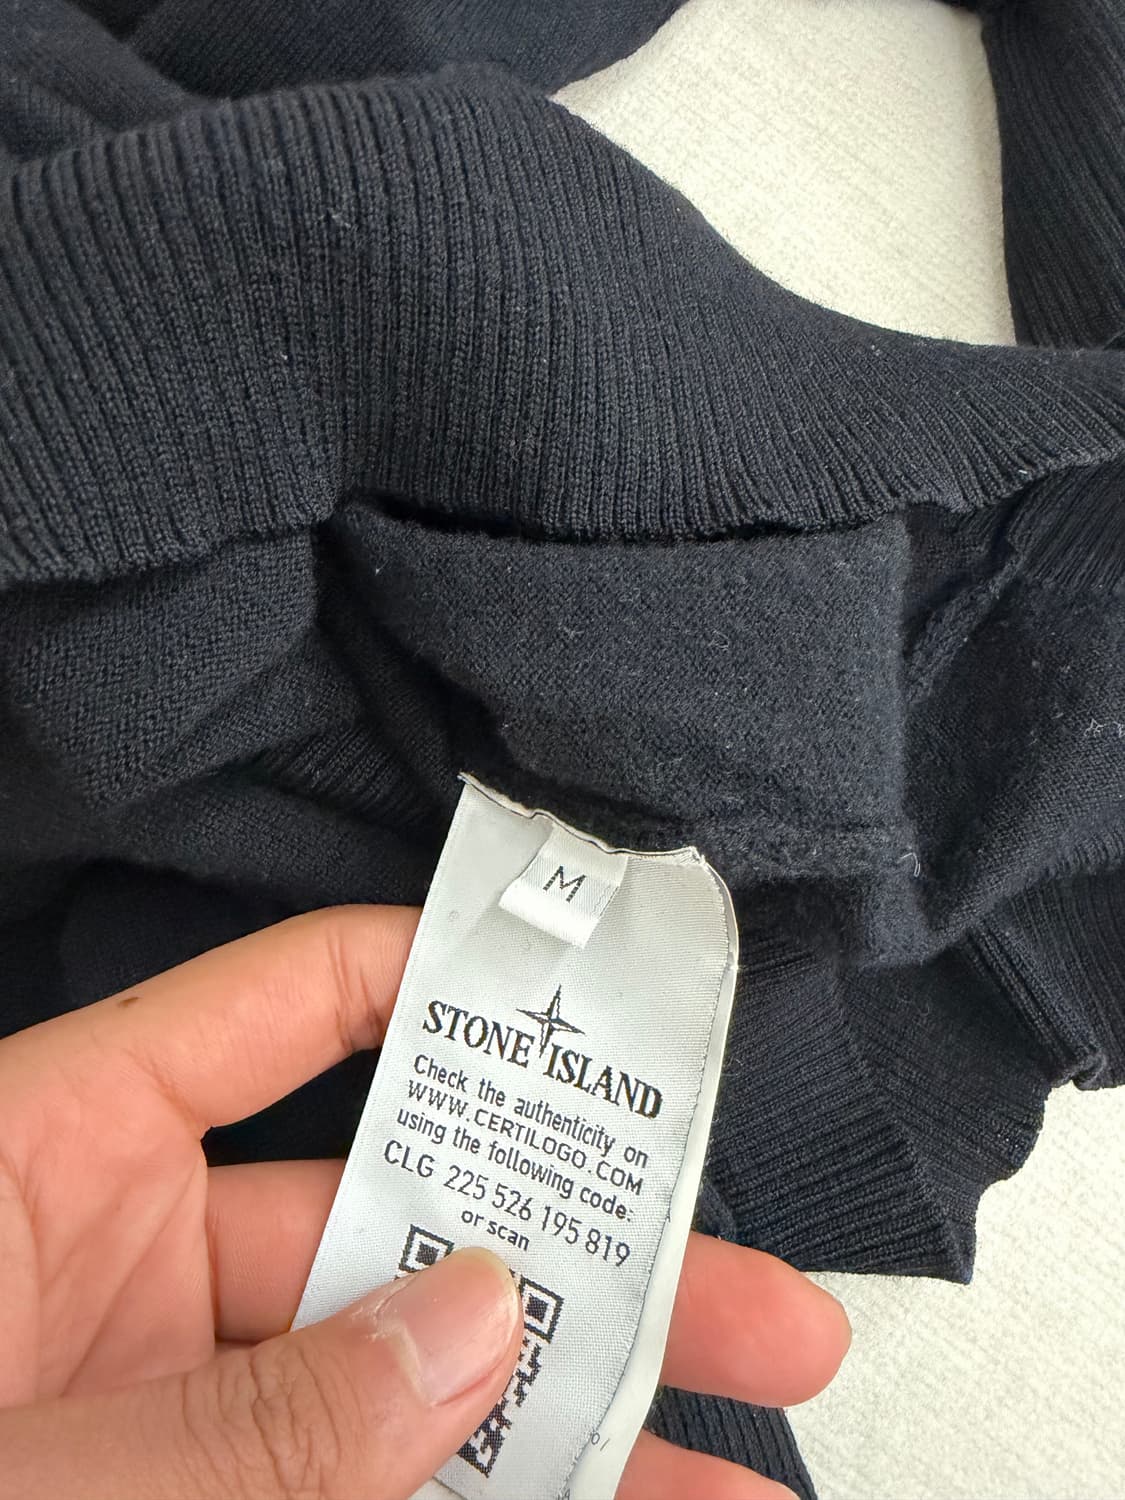 M
STONE ISLAND
Check the authenticity on
WWW.CERTILOGO.COM
using the following code:
CLG 225 526 195 819
or scan